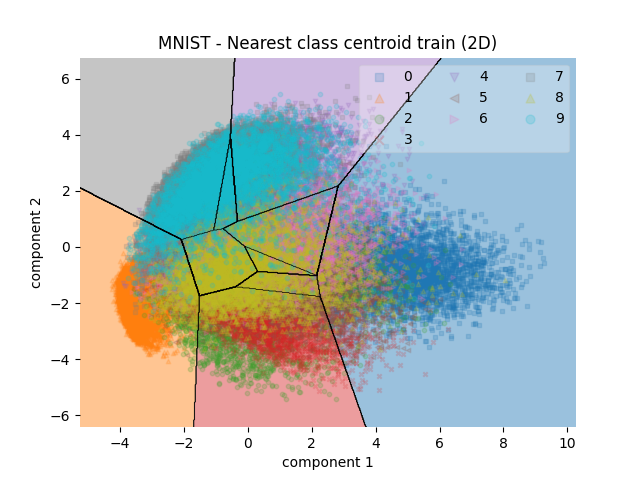 MNIST - Nearest class centroid train (2D)
0 4 7
1 5 8
2 6 9
3
6
4
2
0
−2
−4
−6
component 2
−4 −2 0 2 4 6 8 10
component 1